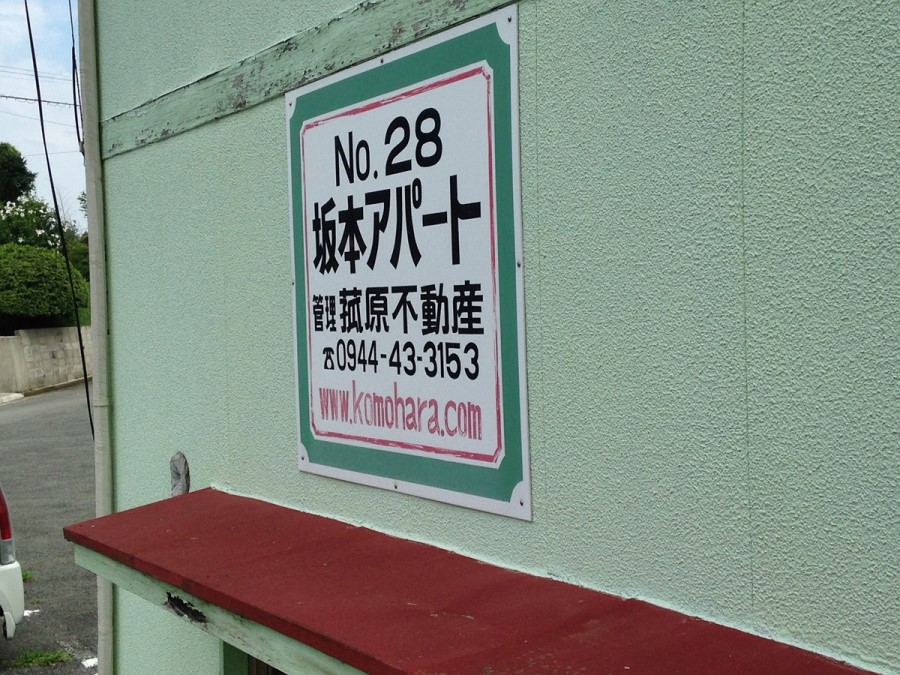 No. 28
坂本アパート
管理 菰原不動産
☎0944-43-3153
www.komohara.com